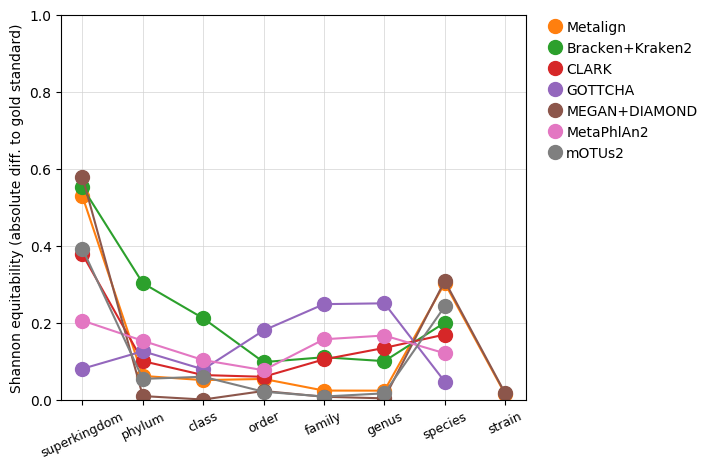 Shannon equitability (absolute diff. to gold standard)
1.0
0.8
0.6
0.4
0.2
0.0
superkingdom
phylum
class
order
family
genus
species
strain
Metalign
Bracken+Kraken2
CLARK
GOTTCHA
MEGAN+DIAMOND
MetaPhlAn2
mOTUs2